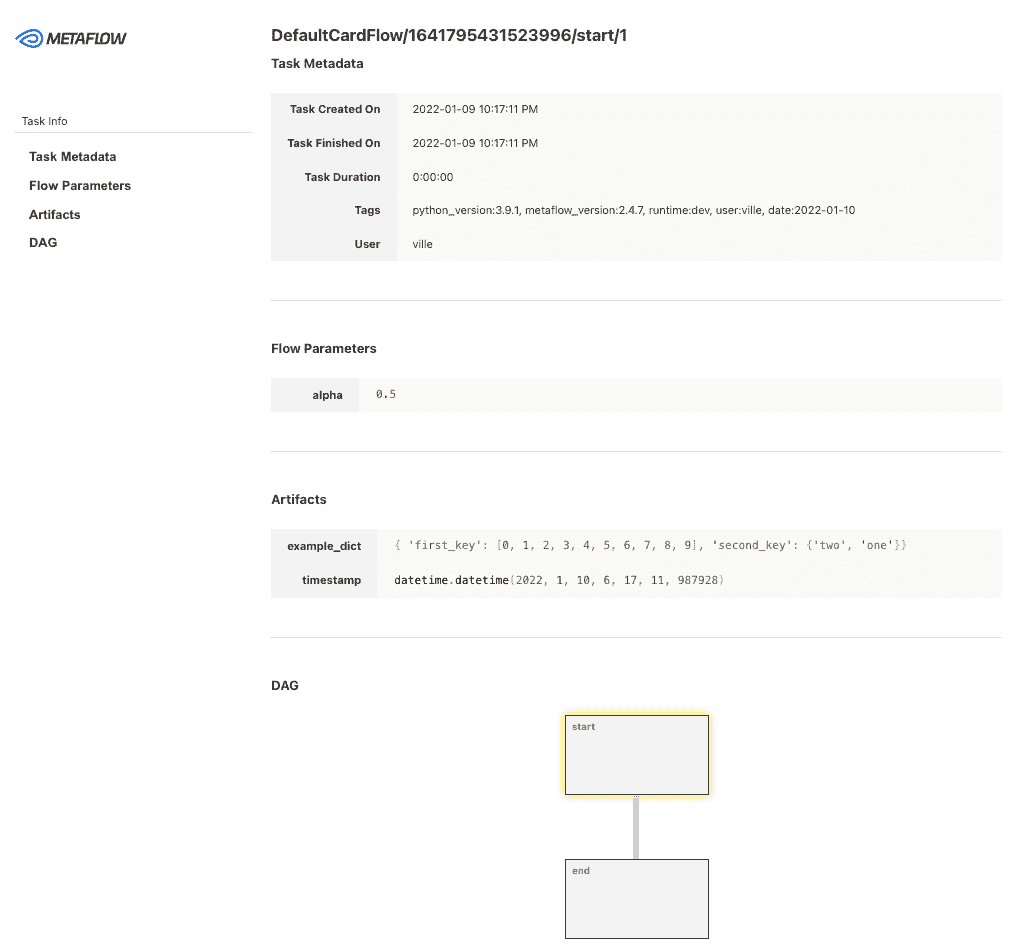 METAFLOW
Task Info
Task Metadata
Flow Parameters
Artifacts
DAG
DefaultCardFlow/1641795431523996/start/1
Task Metadata
Task Created On 2022-01-09 10:17:11 PM
Task Finished On 2022-01-09 10:17:11 PM
Task Duration 0:00:00
Tags python_version:3.9.1, metaflow_version:2.4.7, runtime:dev, user:ville, date:2022-01-10
User ville
Flow Parameters
alpha 0.5
Artifacts
example_dict { 'first_key': [0, 1, 2, 3, 4, 5, 6, 7, 8, 9], 'second_key': {'two', 'one'}}
timestamp datetime.datetime(2022, 1, 10, 6, 17, 11, 987928)
DAG
start
end